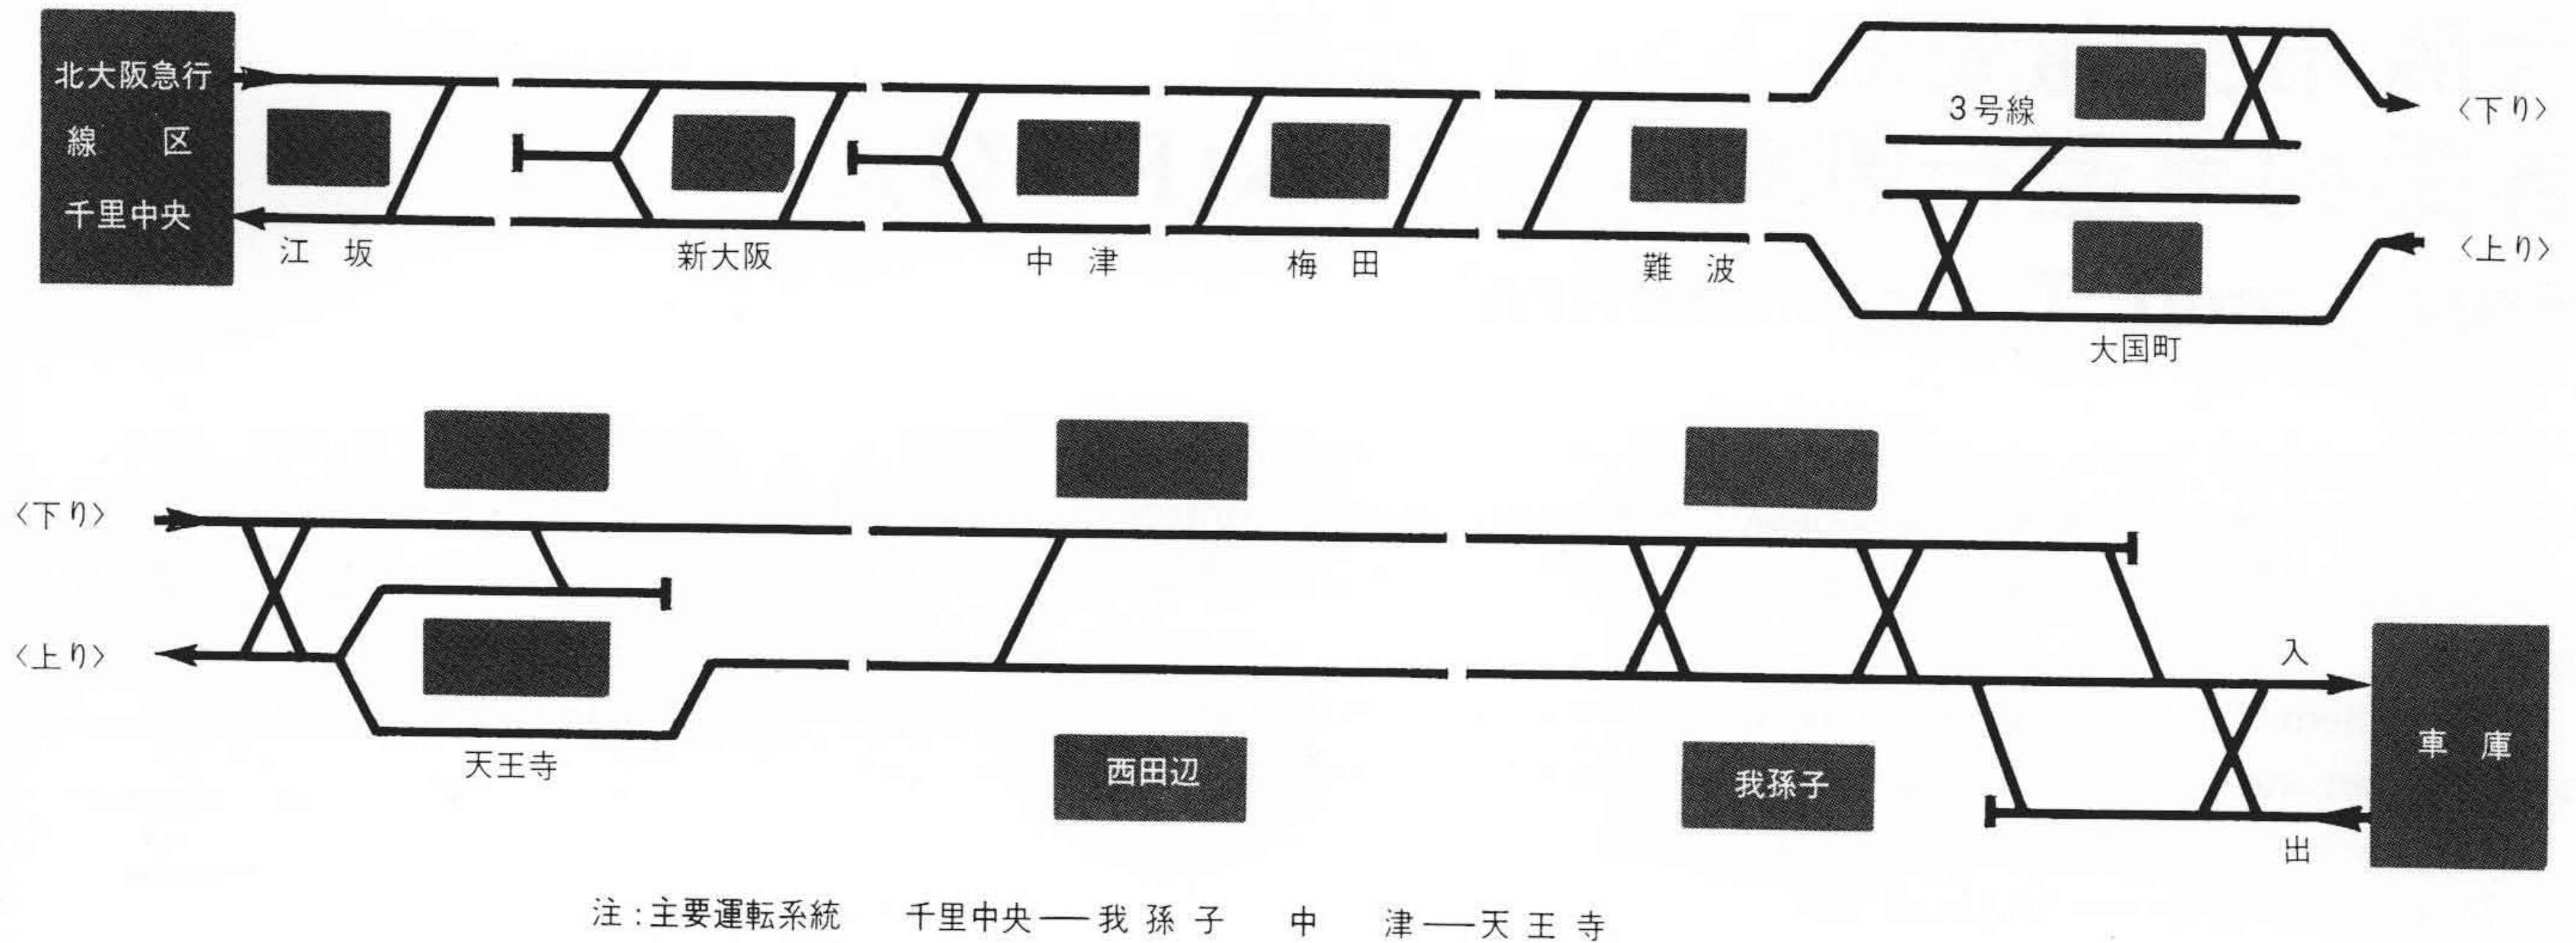 北大阪急行
線 区
千里中央
江 坂
新大阪
中 津
梅 田
難 波
3号線
大国町
〈下り〉
〈上り〉
〈下り〉
〈上り〉
天王寺
西田辺
我孫子
入
車 庫
出
注:主要運転系統 千里中央──我 孫 子 中 津──天 王 寺